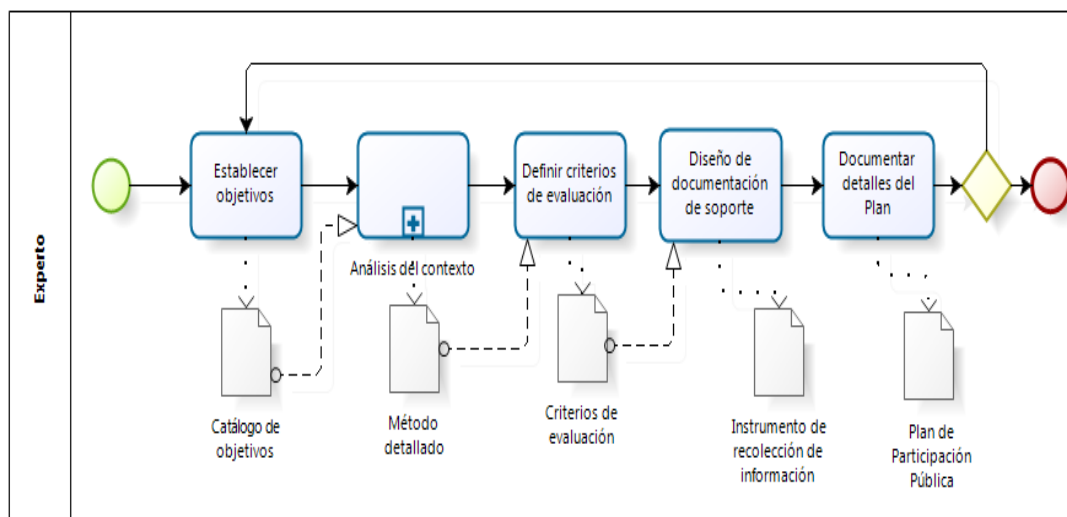 Experto
Establecer
objetivos
Análisis del contexto
Definir criterios
de evaluación
Diseño de
documentación
de soporte
Documentar
detalles del
Plan
Catálogo de
objetivos
Método
detallado
Criterios de
evaluación
Instrumento de
recolección de
información
Plan de
Participación
Pública